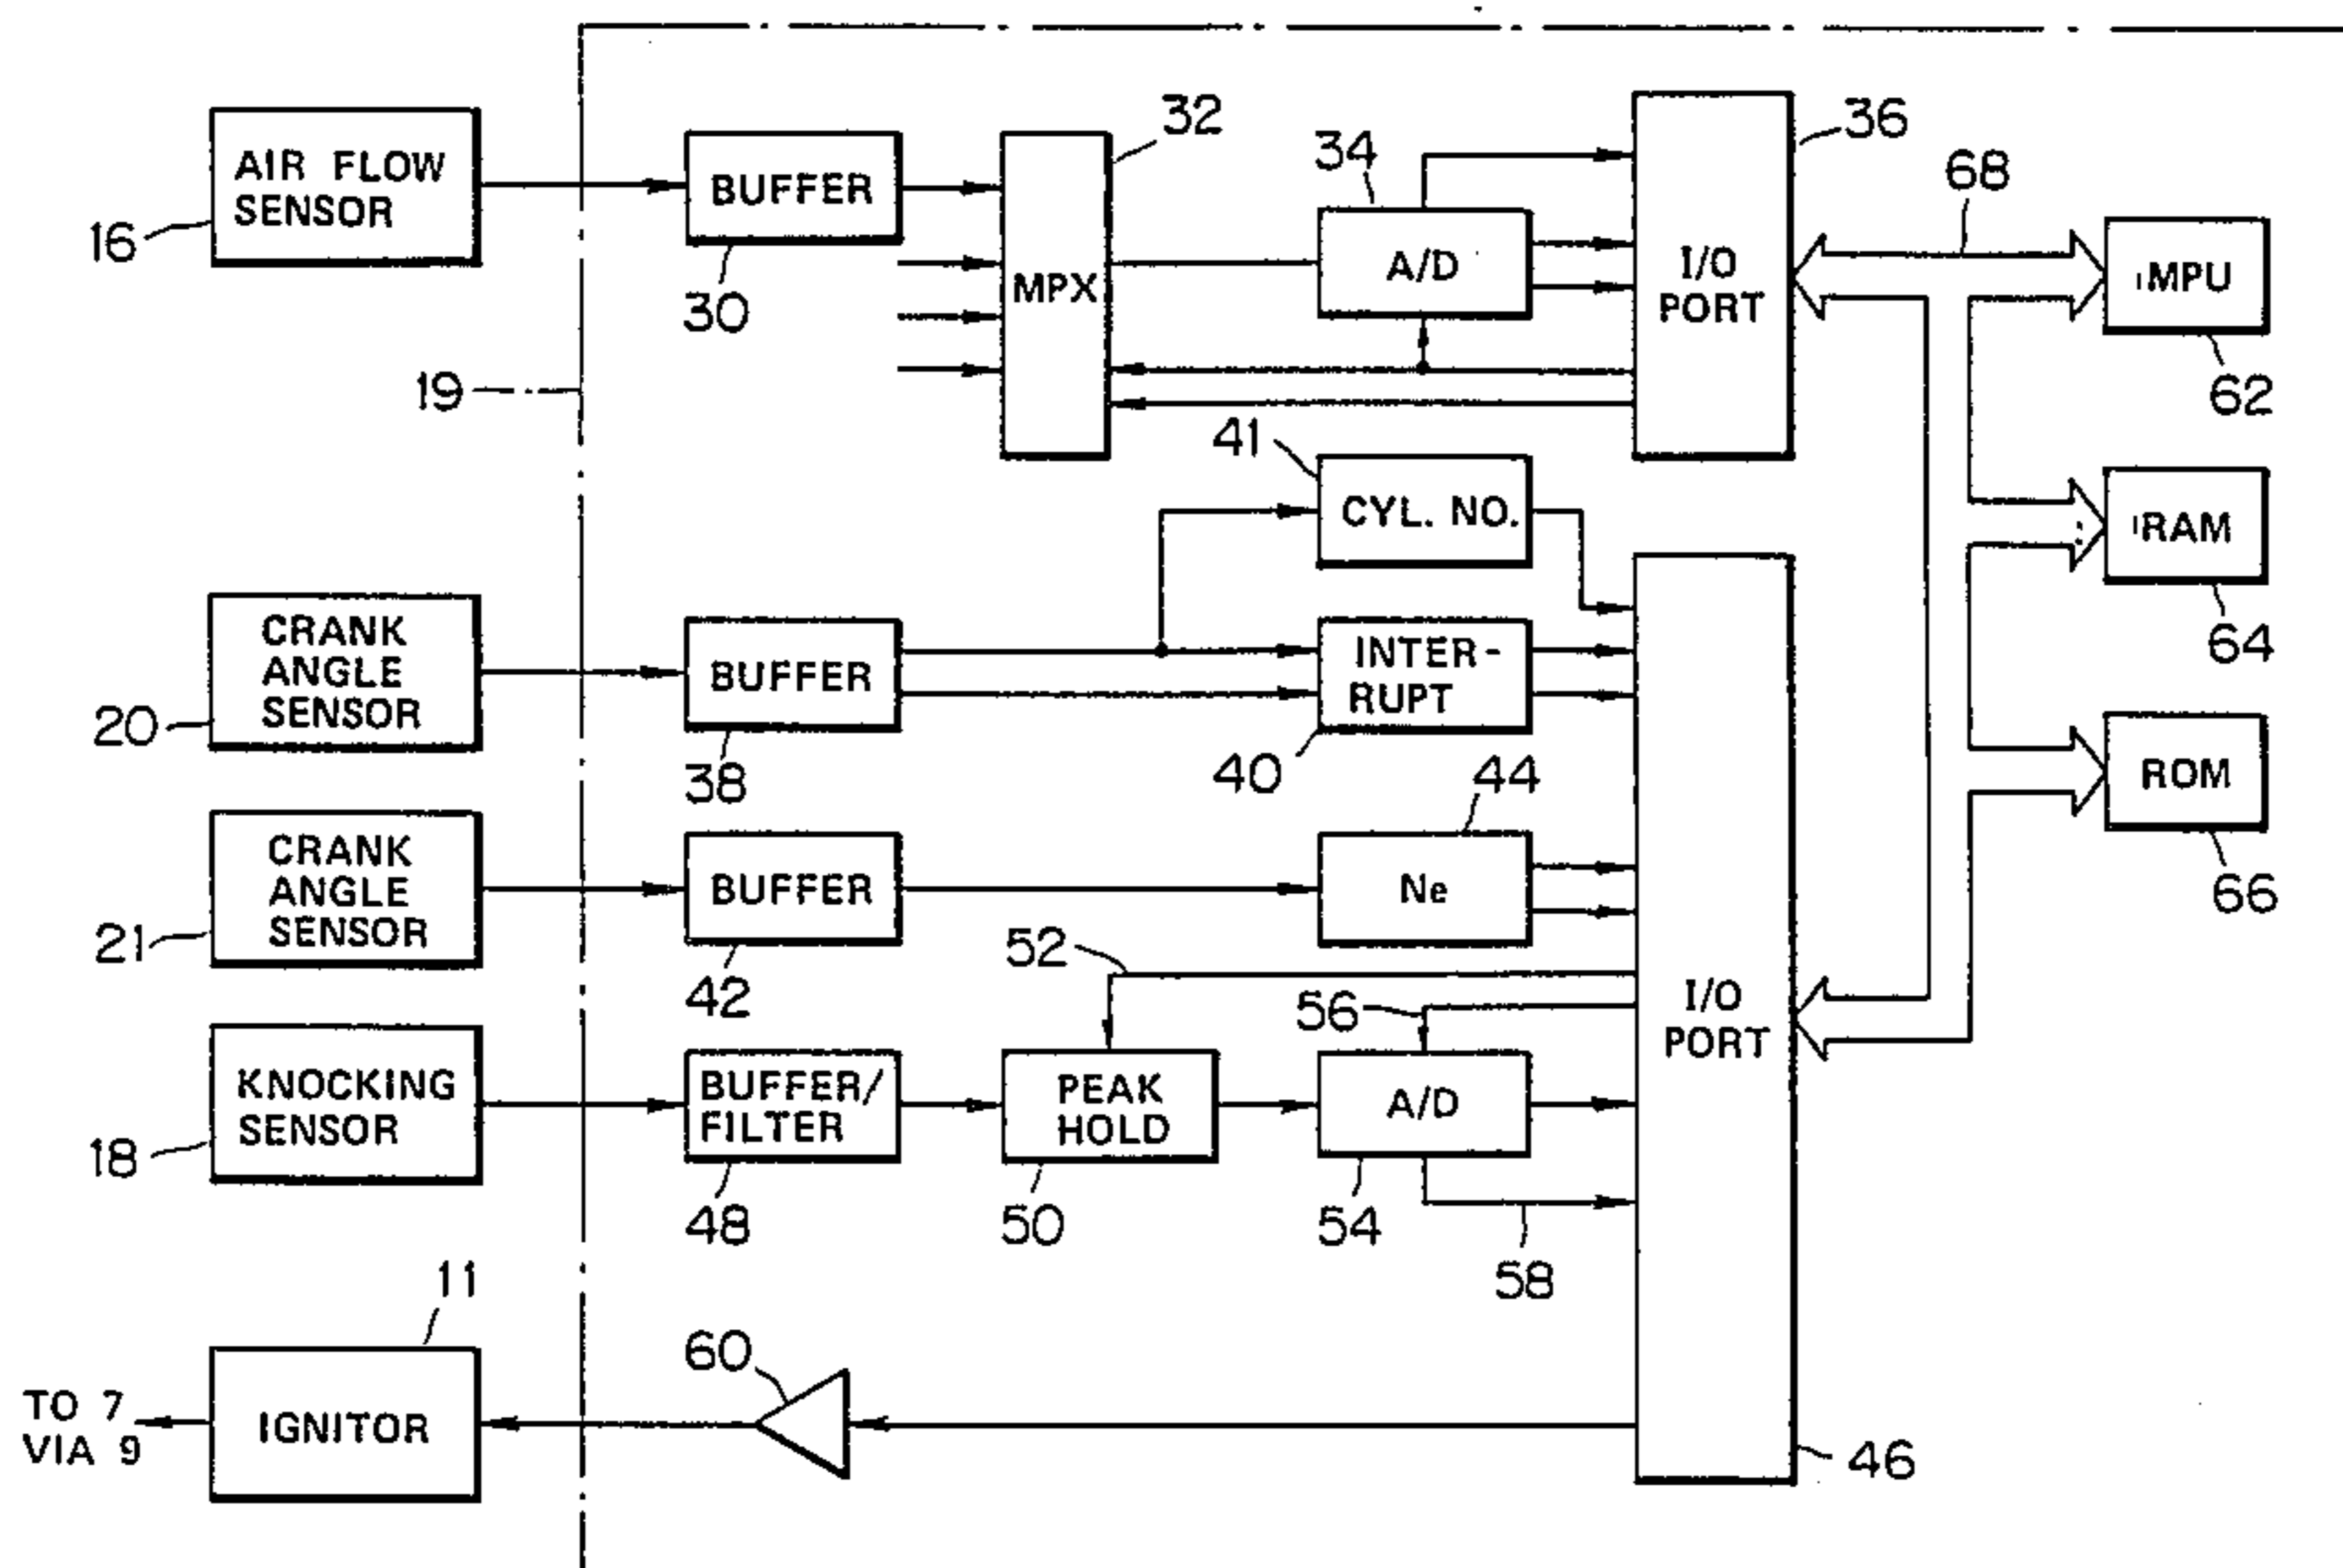 AIR FLOW
SENSOR
16
BUFFER
30
32
MPX
34
A/D
36
I/O
PORT
68
MPU
62
19
41
CYL. NO.
RAM
64
CRANK
ANGLE
SENSOR
20
BUFFER
38
INTER-
RUPT
40
44
ROM
66
CRANK
ANGLE
SENSOR
21
BUFFER
42
Ne
52
56
I/O
PORT
KNOCKING
SENSOR
18
BUFFER/
FILTER
48
PEAK
HOLD
50
A/D
54
58
11
60
TO 7
VIA 9
IGNITOR
46